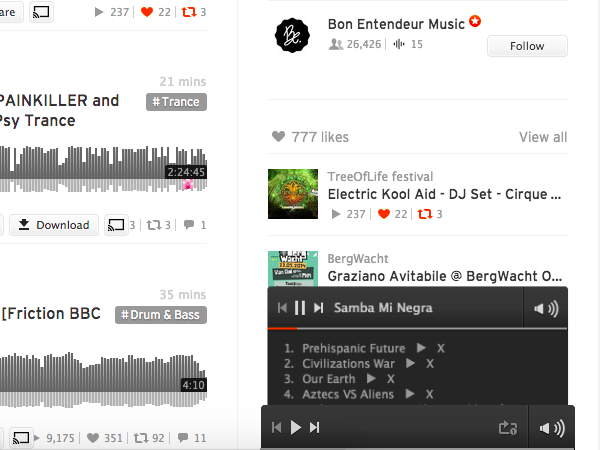 are
237
22
3
21 mins
PAINKILLER and
#Trance
Psy Trance
2:24:45
Download
3
3
1
35 mins
[Friction BBC
#Drum & Bass
4:10
9,175
351
92
11
Be.
Bon Entendeur Music
26,426
15
Follow
777 likes
View all
TreeOfLife festival
Electric Kool Aid - DJ Set - Cirque ...
237
22
3
BergWacht
Graziano Avitabile @ BergWacht O...
Samba Mi Negra
1. Prehispanic Future X
2. Civilizations War X
3. Our Earth X
4. Aztecs VS Aliens X